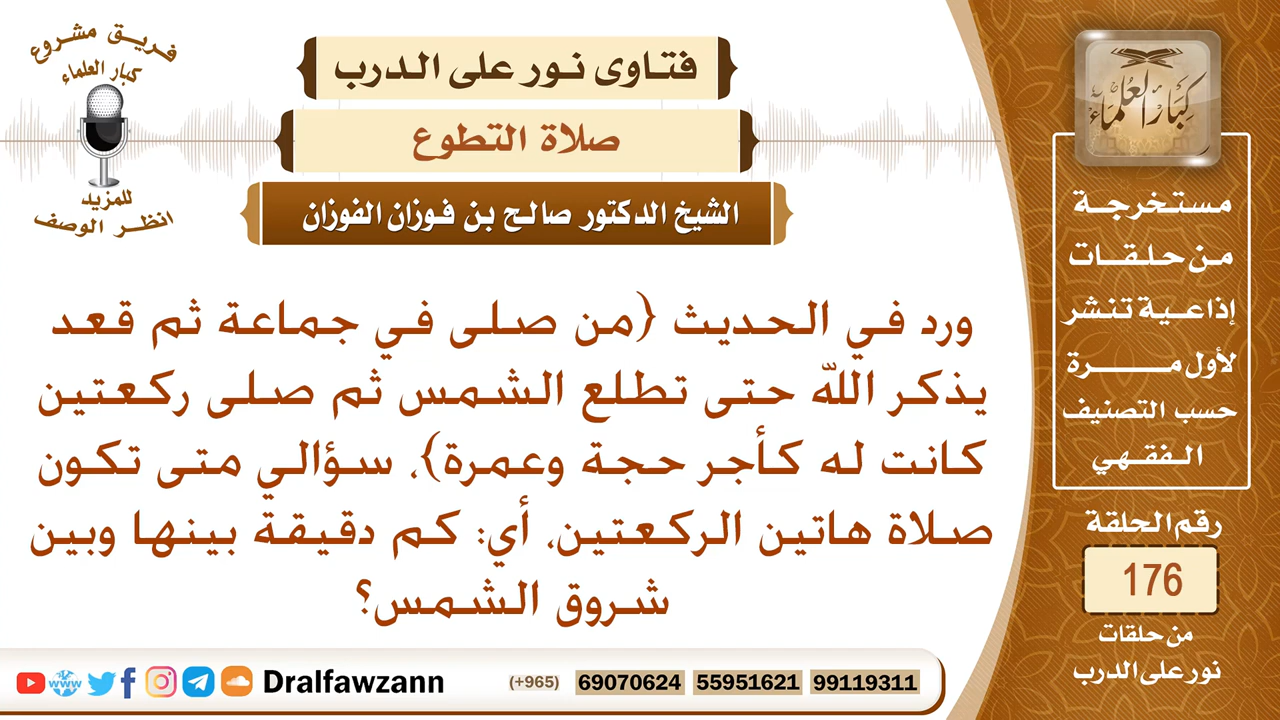 فريق مشروع
كبار العلماء
للمزيد
انظر الوصف
فتاوى نور على الدرب
صلاة التطوع
الشيخ الدكتور صالح بن فوزان الفوزان
ورد في الحديث {من صلى في جماعة ثم قعد
يذكر الله حتى تطلع الشمس ثم صلى ركعتين
كانت له كأجر حجة وعمرة}، سؤالي متى تكون
صلاة هاتين الركعتين، أي: كم دقيقة بينها وبين
شروق الشمس؟
كبار العلماء
مستخرجة
من حلقات
إذاعية تنشر
لأول مرة
حسب التصنيف
الفقهي
رقم الحلقة
176
من حلقات
نور على الدرب
Dralfawzann (+965) 69070624 55951621 99119311